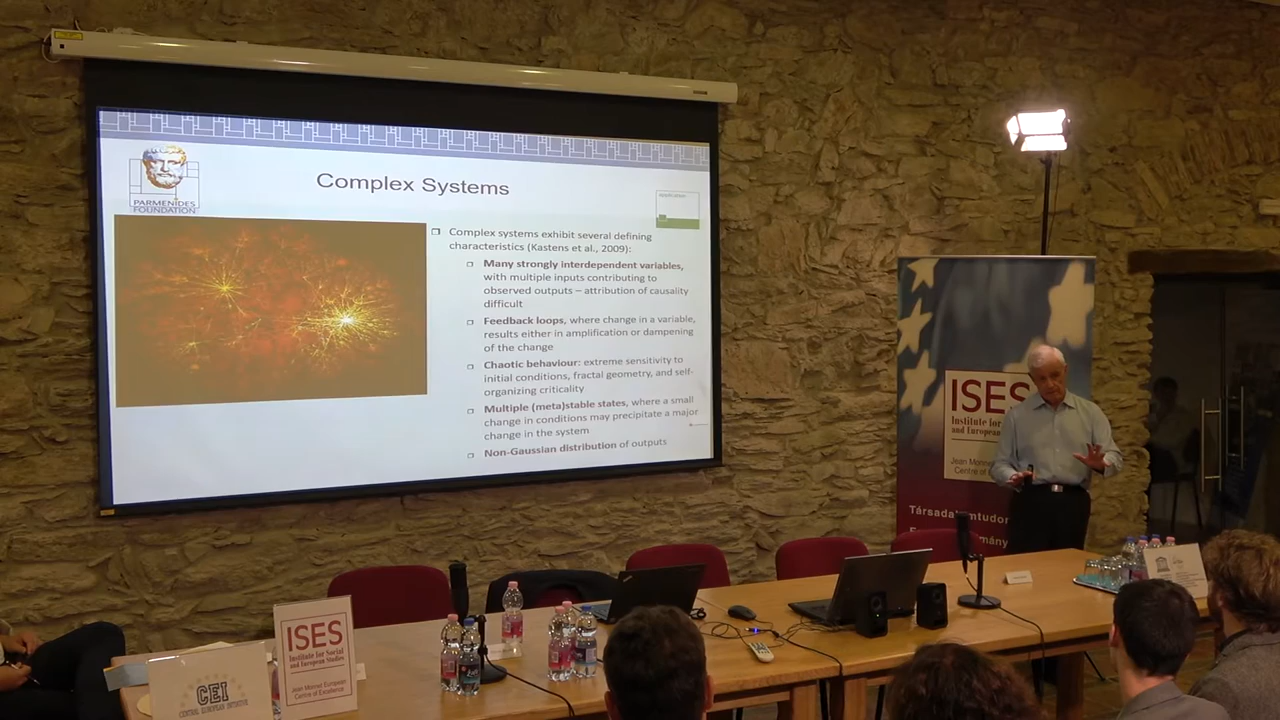 Complex Systems
PARMENIDES
FOUNDATION
❒ Complex systems exhibit several defining
characteristics (Kastens et al., 2009):
❒ Many strongly interdependent variables,
with multiple inputs contributing to
observed outputs – attribution of causality
difficult
❒ Feedback loops, where change in a variable,
results either in amplification or dampening
of the change
❒ Chaotic behaviour: extreme sensitivity to
initial conditions, fractal geometry, and self-
organizing criticality
❒ Multiple (meta)stable states, where a small
change in conditions may precipitate a major
change in the system
❒ Non-Gaussian distribution of outputs
ISES
Institute for
and European
Jean Monnet
Centre of
ISES
Institute for Social
and European Studies
Jean Monnet European
Centre of Excellence
CEI
CENTRAL EUROPEAN INITIATIVE